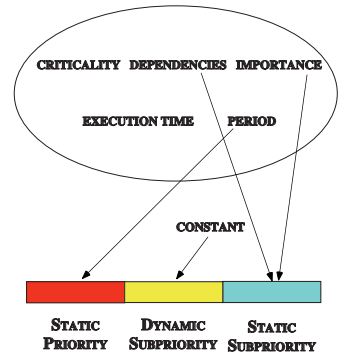 CRITICALITY DEPENDENCIES IMPORTANCE
EXECUTION TIME PERIOD
CONSTANT
STATIC PRIORITY
DYNAMIC SUBPRIORITY
STATIC SUBPRIORITY